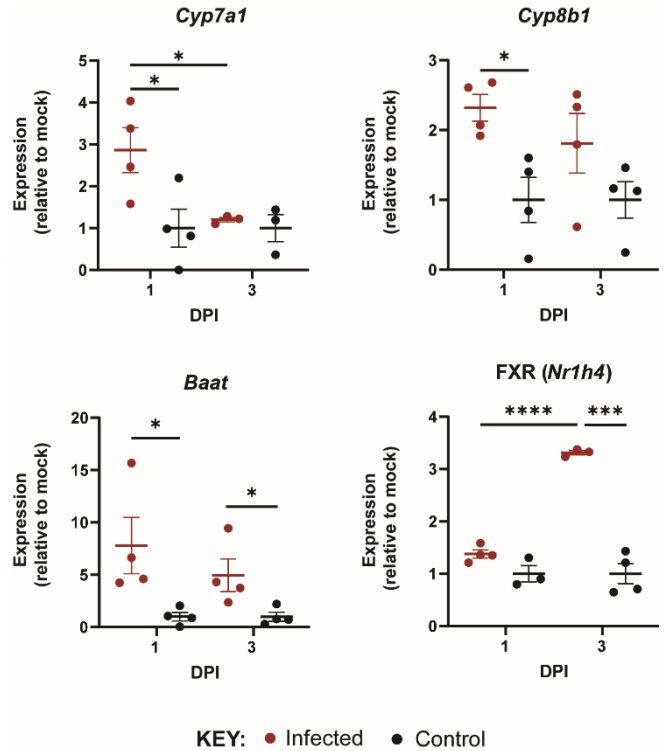 Cyp7a1
Expression
(relative to mock)
5
4
3
2
1
0
*
*
1
3
DPI
Cyp8b1
Expression
(relative to mock)
3
2
1
0
*
1
3
DPI
Baat
Expression
(relative to mock)
20
15
10
5
0
*
*
1
3
DPI
FXR (Nr1h4)
Expression
(relative to mock)
4
3
2
1
0
****
***
1
3
DPI
KEY: Infected Control